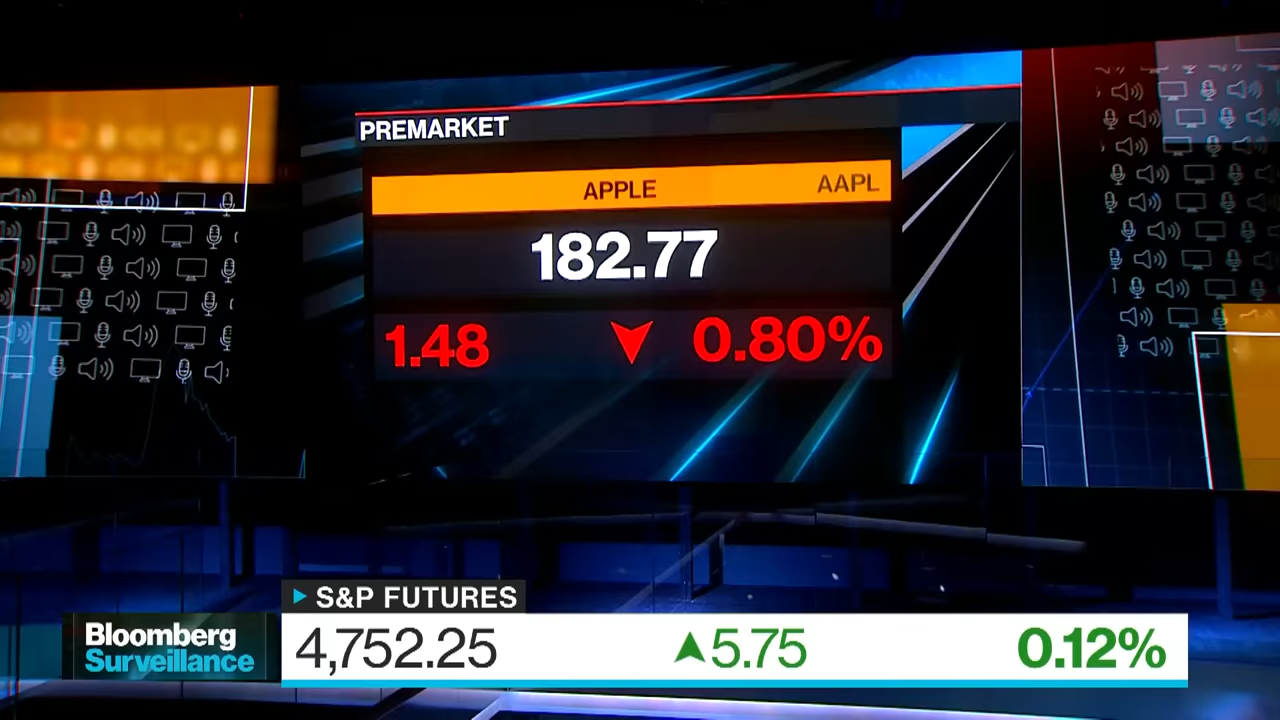 PREMARKET
APPLE AAPL
182.77
1.48 ▼ 0.80%
S&P FUTURES
Bloomberg
Surveillance
4,752.25 ▲5.75 0.12%